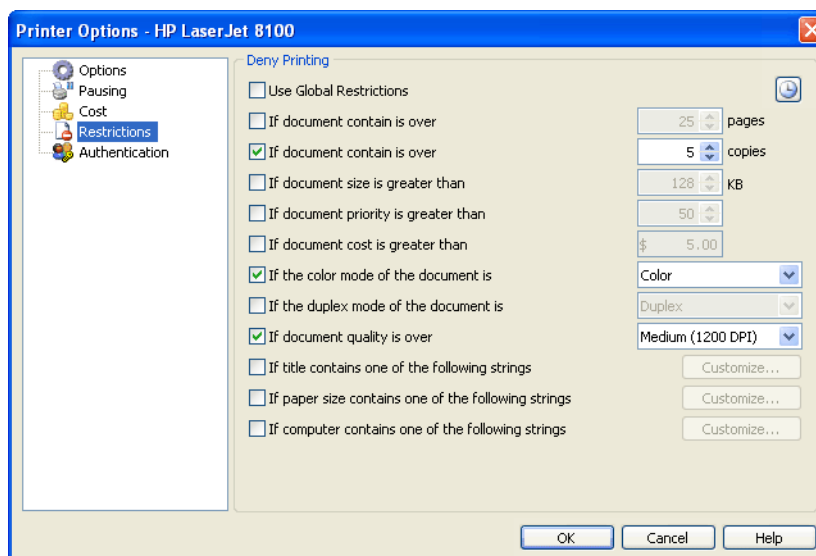 Printer Options - HP LaserJet 8100
Options
Pausing
Cost
Restrictions
Authentication
Deny Printing
Use Global Restrictions
If document contain is over 25 pages
If document contain is over 5 copies
If document size is greater than 128 KB
If document priority is greater than 50
If document cost is greater than $ 5.00
If the color mode of the document is Color
If the duplex mode of the document is Duplex
If document quality is over Medium (1200 DPI)
If title contains one of the following strings Customize...
If paper size contains one of the following strings Customize...
If computer contains one of the following strings Customize...
OK Cancel Help